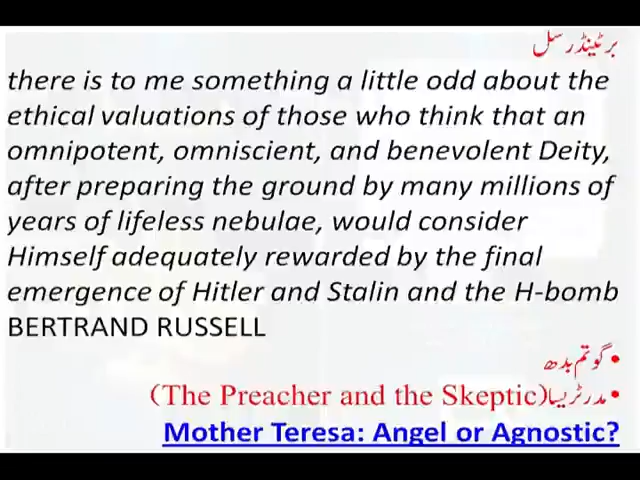 برٹینڈرسل
there is to me something a little odd about the
ethical valuations of those who think that an
omnipotent, omniscient, and benevolent Deity,
after preparing the ground by many millions of
years of lifeless nebulae, would consider
Himself adequately rewarded by the final
emergence of Hitler and Stalin and the H-bomb
BERTRAND RUSSELL
• گوتم بدھ
• مدرٹریسا(The Preacher and the Skeptic)
Mother Teresa: Angel or Agnostic?